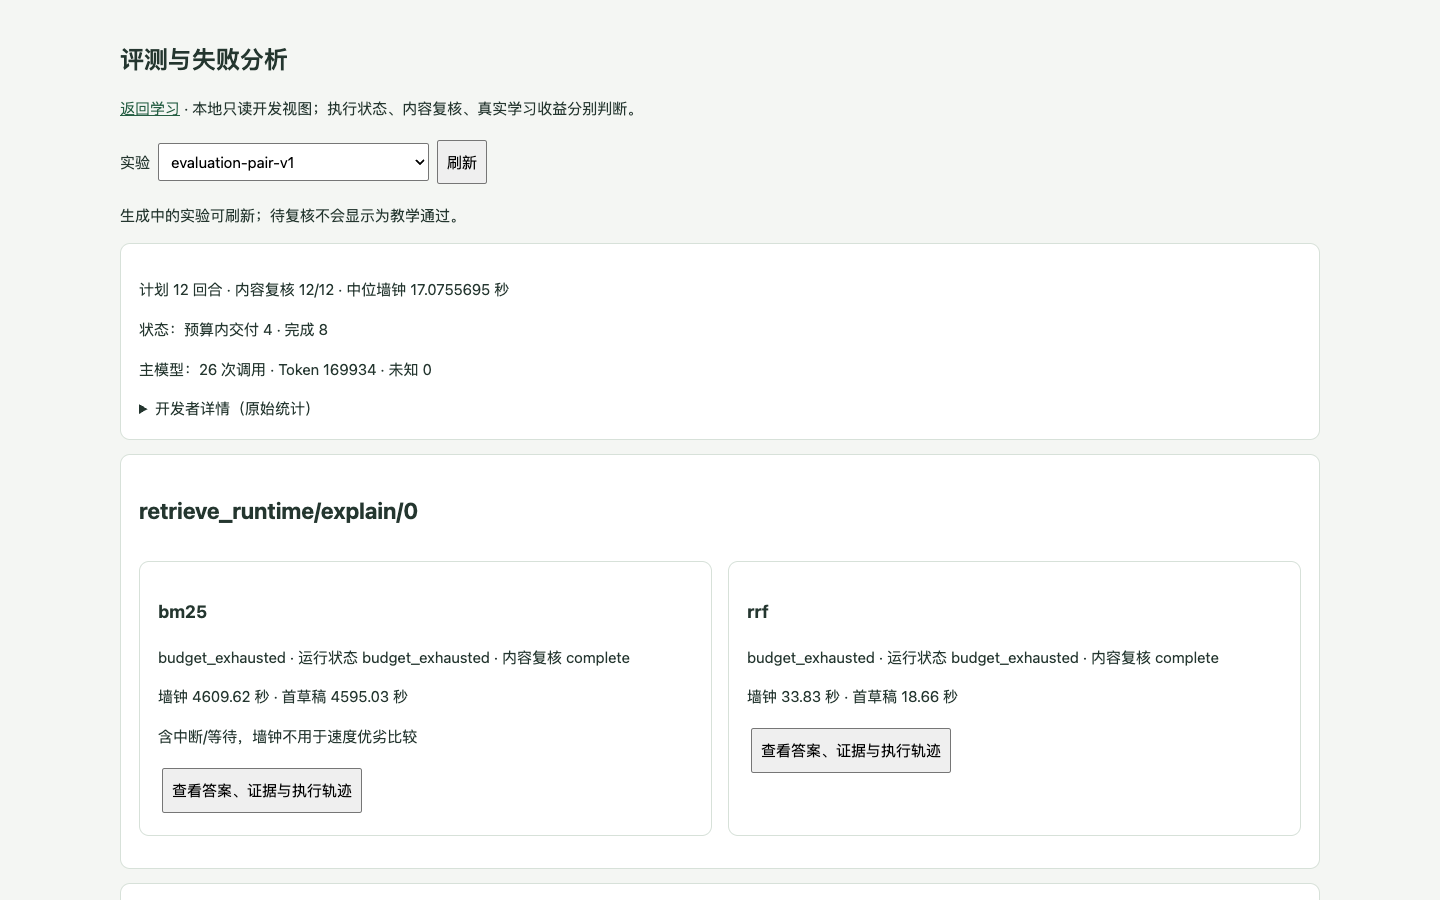 评测与失败分析
返回学习 · 本地只读开发视图；执行状态、内容复核、真实学习收益分别判断。
实验 evaluation-pair-v1 刷新
生成中的实验可刷新；待复核不会显示为教学通过。
计划 12 回合 · 内容复核 12/12 · 中位墙钟 17.0755695 秒
状态：预算内交付 4 · 完成 8
主模型：26 次调用 · Token 169934 · 未知 0
▶ 开发者详情（原始统计）
retrieve_runtime/explain/0
bm25
budget_exhausted · 运行状态 budget_exhausted · 内容复核 complete
墙钟 4609.62 秒 · 首草稿 4595.03 秒
含中断/等待，墙钟不用于速度优劣比较
查看答案、证据与执行轨迹
rrf
budget_exhausted · 运行状态 budget_exhausted · 内容复核 complete
墙钟 33.83 秒 · 首草稿 18.66 秒
查看答案、证据与执行轨迹